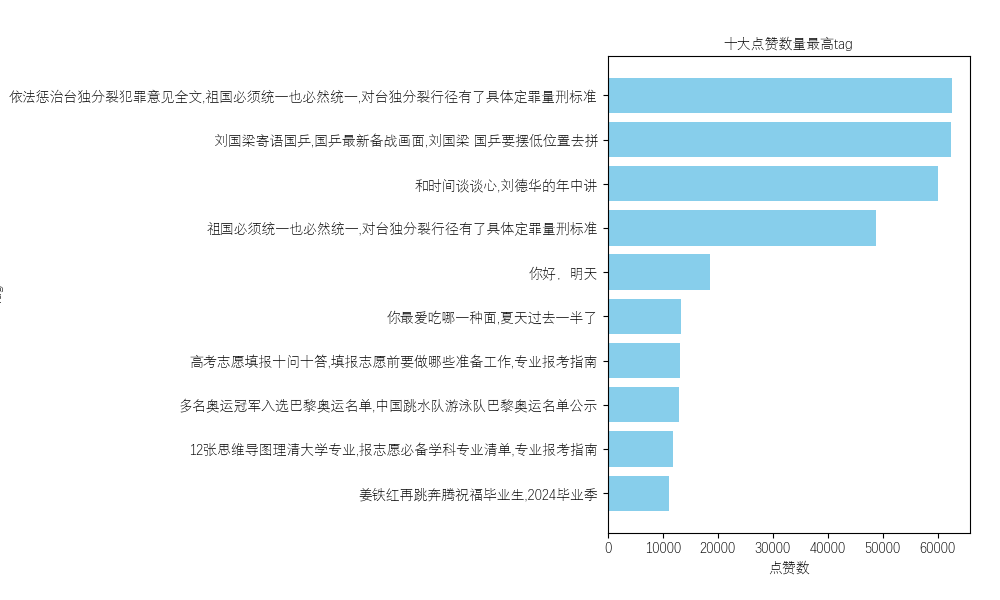 十大点赞数量最高tag
依法惩治台独分裂犯罪意见全文,祖国必须统一也必然统一,对台独分裂行径有了具体定罪量刑标准
刘国梁寄语国乒,国乒最新备战画面,刘国梁 国乒要摆低位置去拼
和时间谈谈心,刘德华的年中讲
祖国必须统一也必然统一,对台独分裂行径有了具体定罪量刑标准
你好，明天
你最爱吃哪一种面,夏天过去一半了
高考志愿填报十问十答,填报志愿前要做哪些准备工作,专业报考指南
多名奥运冠军入选巴黎奥运名单,中国跳水队游泳队巴黎奥运名单公示
12张思维导图理清大学专业,报志愿必备学科专业清单,专业报考指南
姜铁红再跳奔腾祝福毕业生,2024毕业季
0 10000 20000 30000 40000 50000 60000
点赞数